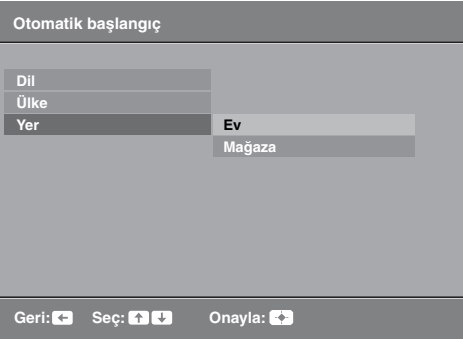 Otomatik başlangıç
Dil
Ülke
Yer
Ev
Mağaza
Geri: Seç: Onayla: